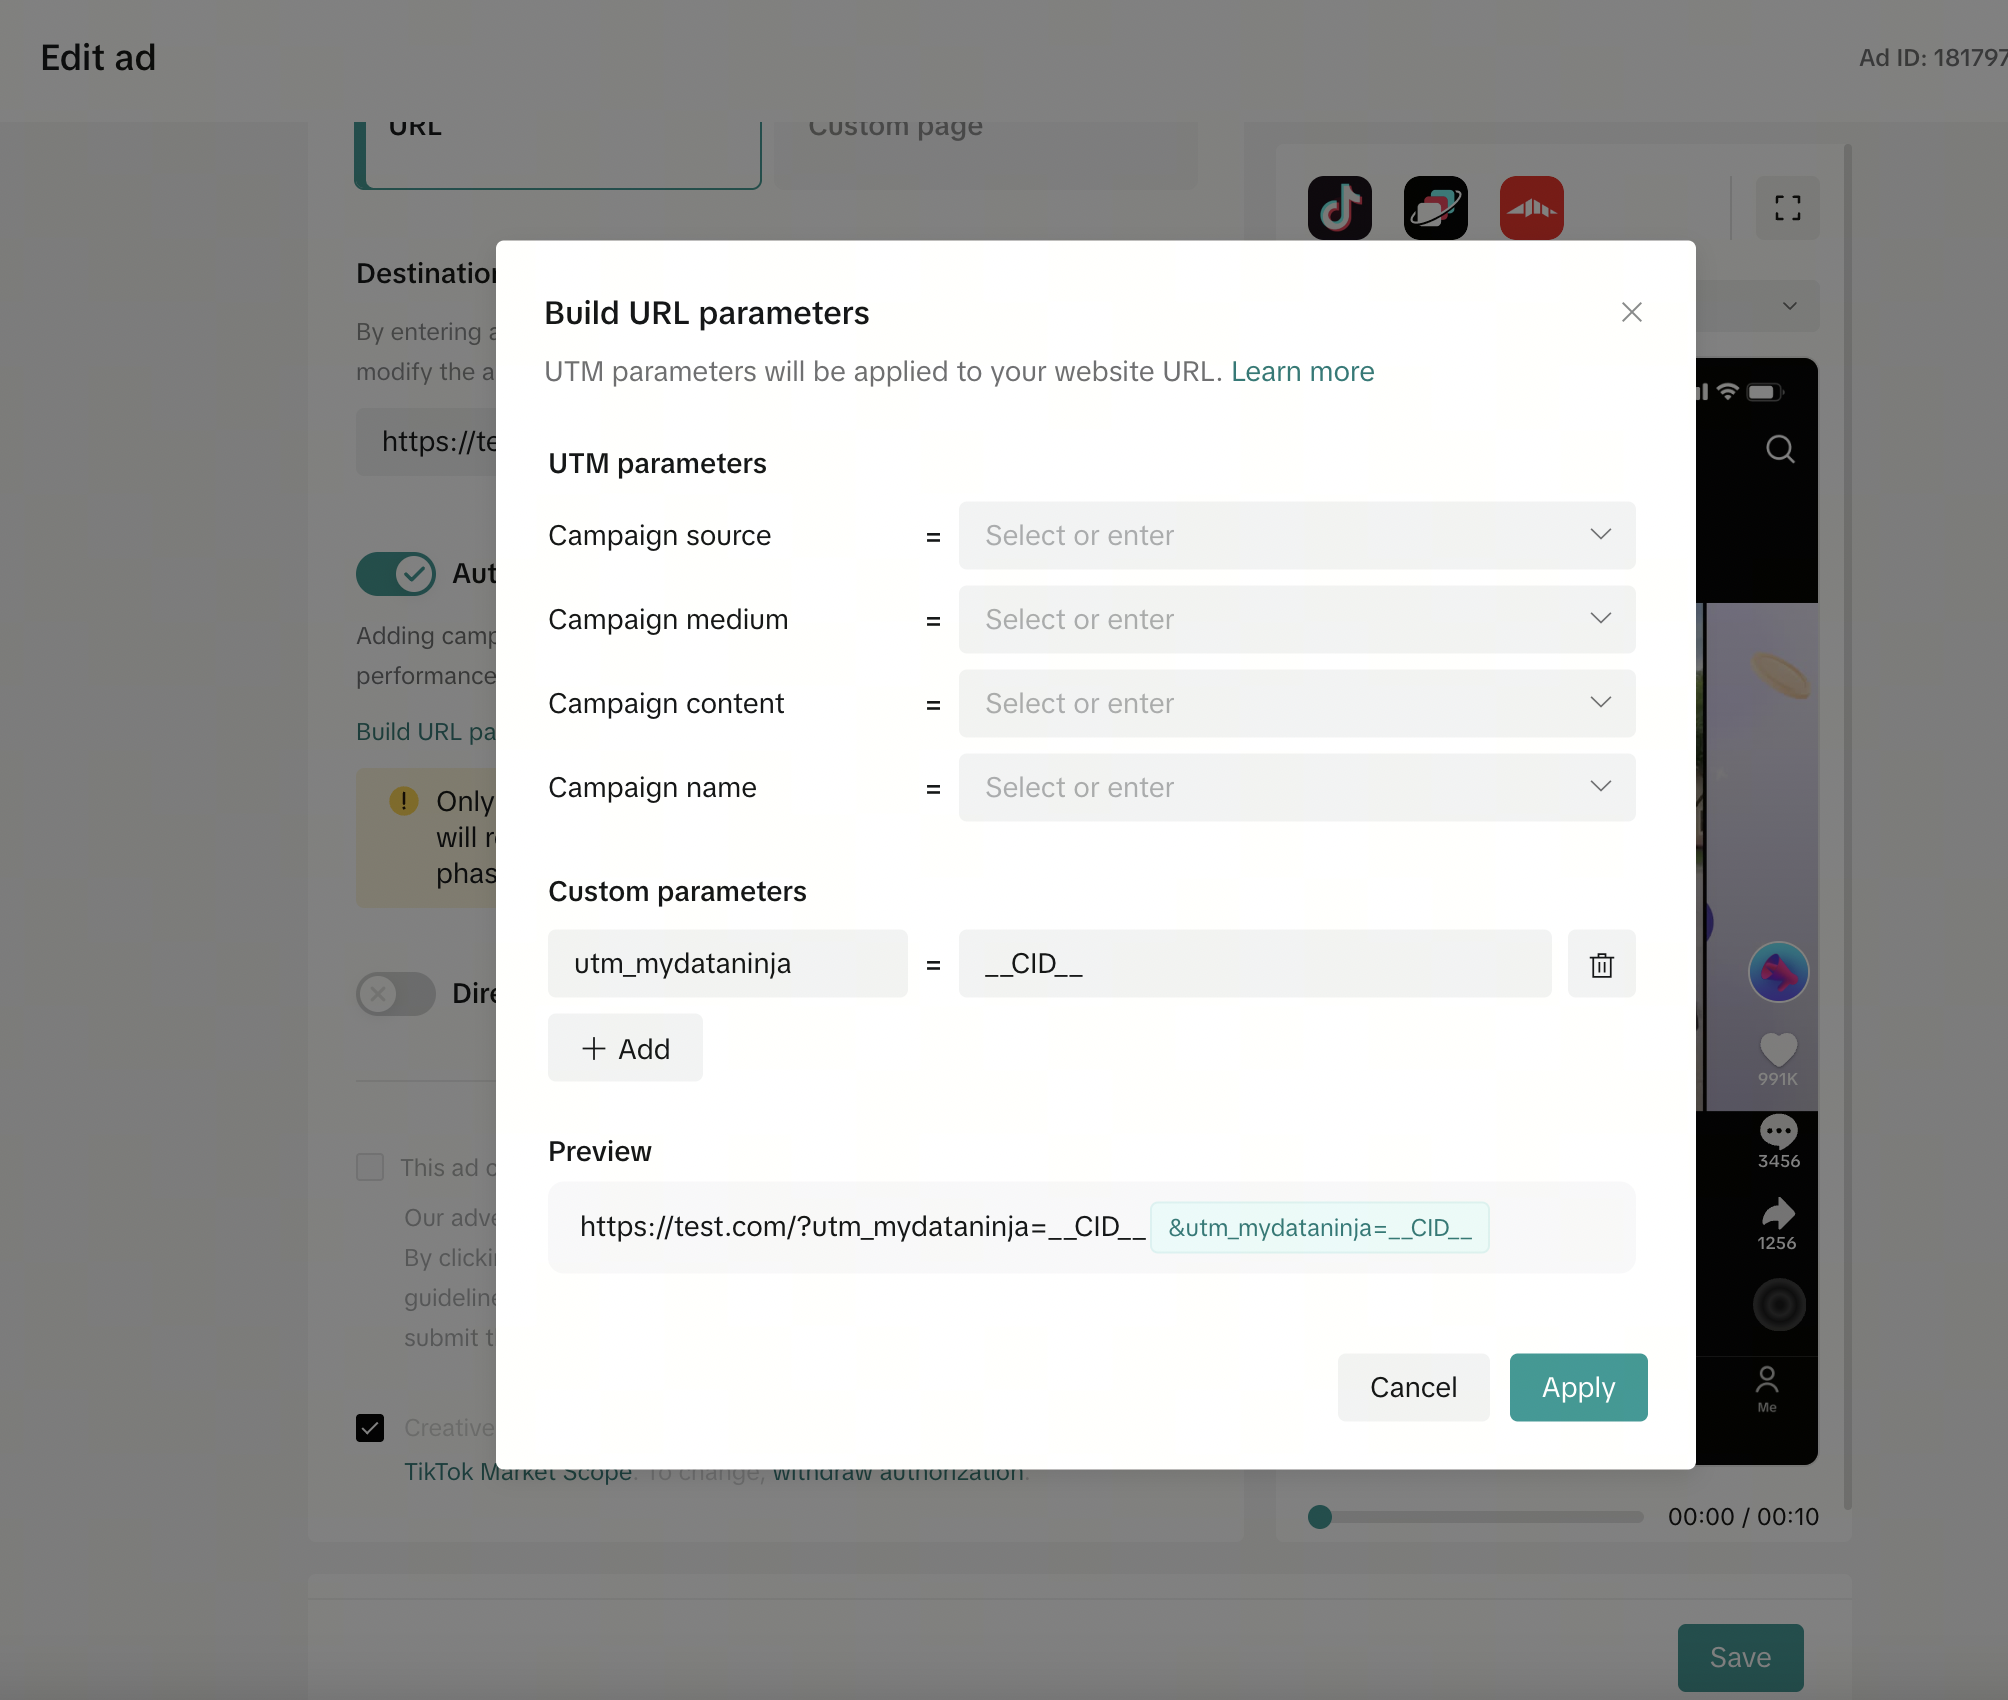 Edit ad
Ad ID: 181797
URL
Custom page
Destination
By entering a
modify the a
https://te
Aut
Adding camp
performance
Build URL pa
Only
will re
phas
Dire
This ad c
Our adve
By clickin
guideline
submit t
Creative
TikTok Market Scope. To change, withdraw authorization.
Build URL parameters
UTM parameters will be applied to your website URL. Learn more
UTM parameters
Campaign source = Select or enter
Campaign medium = Select or enter
Campaign content = Select or enter
Campaign name = Select or enter
Custom parameters
utm_mydataninja = __CID__
+ Add
Preview
https://test.com/?utm_mydataninja=__CID__ &utm_mydataninja=__CID__
Cancel
Apply
991K
3456
1256
Me
00:00 / 00:10
Save